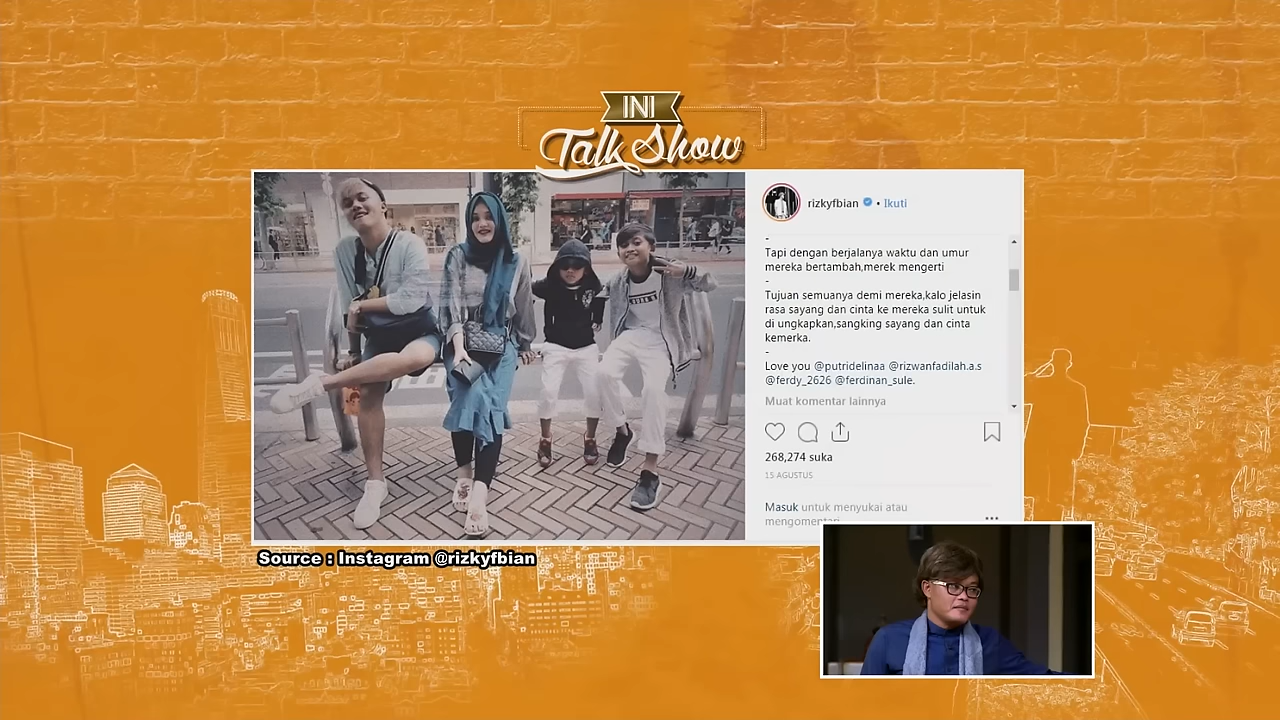 INI
Talk Show
rizkyfbian • Ikuti
-
Tapi dengan berjalanya waktu dan umur
mereka bertambah,merek mengerti
-
Tujuan semuanya demi mereka,kalo jelasin
rasa sayang dan cinta ke mereka sulit untuk
di ungkapkan,sangking sayang dan cinta
kemerka.
-
Love you @putridelinaa @rizwanfadilah.a.s
@ferdy_2626 @ferdinan_sule.
Muat komentar lainnya
268,274 suka
15 AGUSTUS
Masuk untuk menyukai atau
mengomentari
Source : Instagram @rizkyfbian